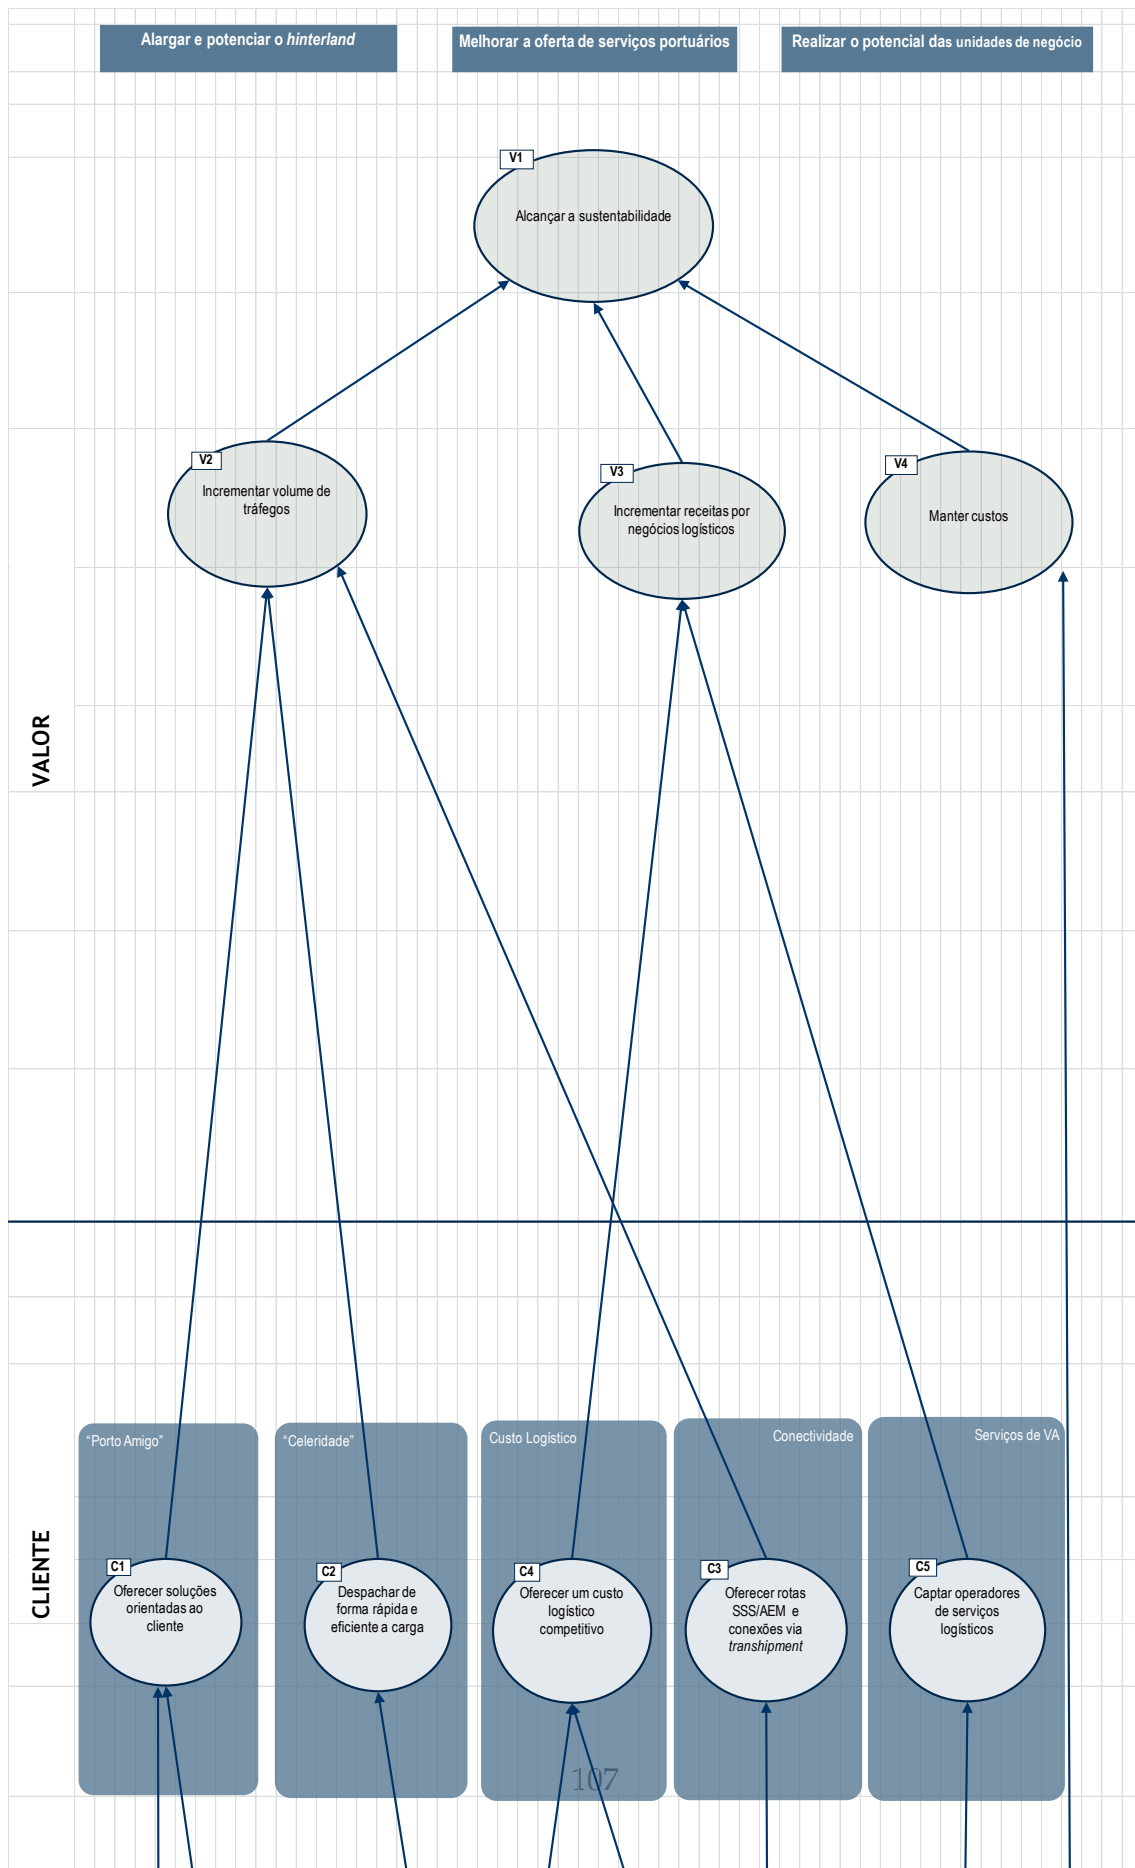 Alargar e potenciar o hinterland
Melhorar a oferta de serviços portuários
Realizar o potencial das unidades de negócio
V1
Alcançar a sustentabilidade
V2
Incrementar volume de
tráfegos
V3
Incrementar receitas por
negócios logísticos
V4
Manter custos
VALOR
CLIENTE
“Porto Amigo”
C1
Oferecer soluções
orientadas ao
cliente
“Celeridade”
C2
Despachar de
forma rápida e
eficiente a carga
Custo Logístico
C4
Oferecer um custo
logístico
competitivo
Conectividade
C3
Oferecer rotas
SSS/AEM e
conexões via
transhipment
Serviços de VA
C5
Captar operadores
de serviços
logísticos
107